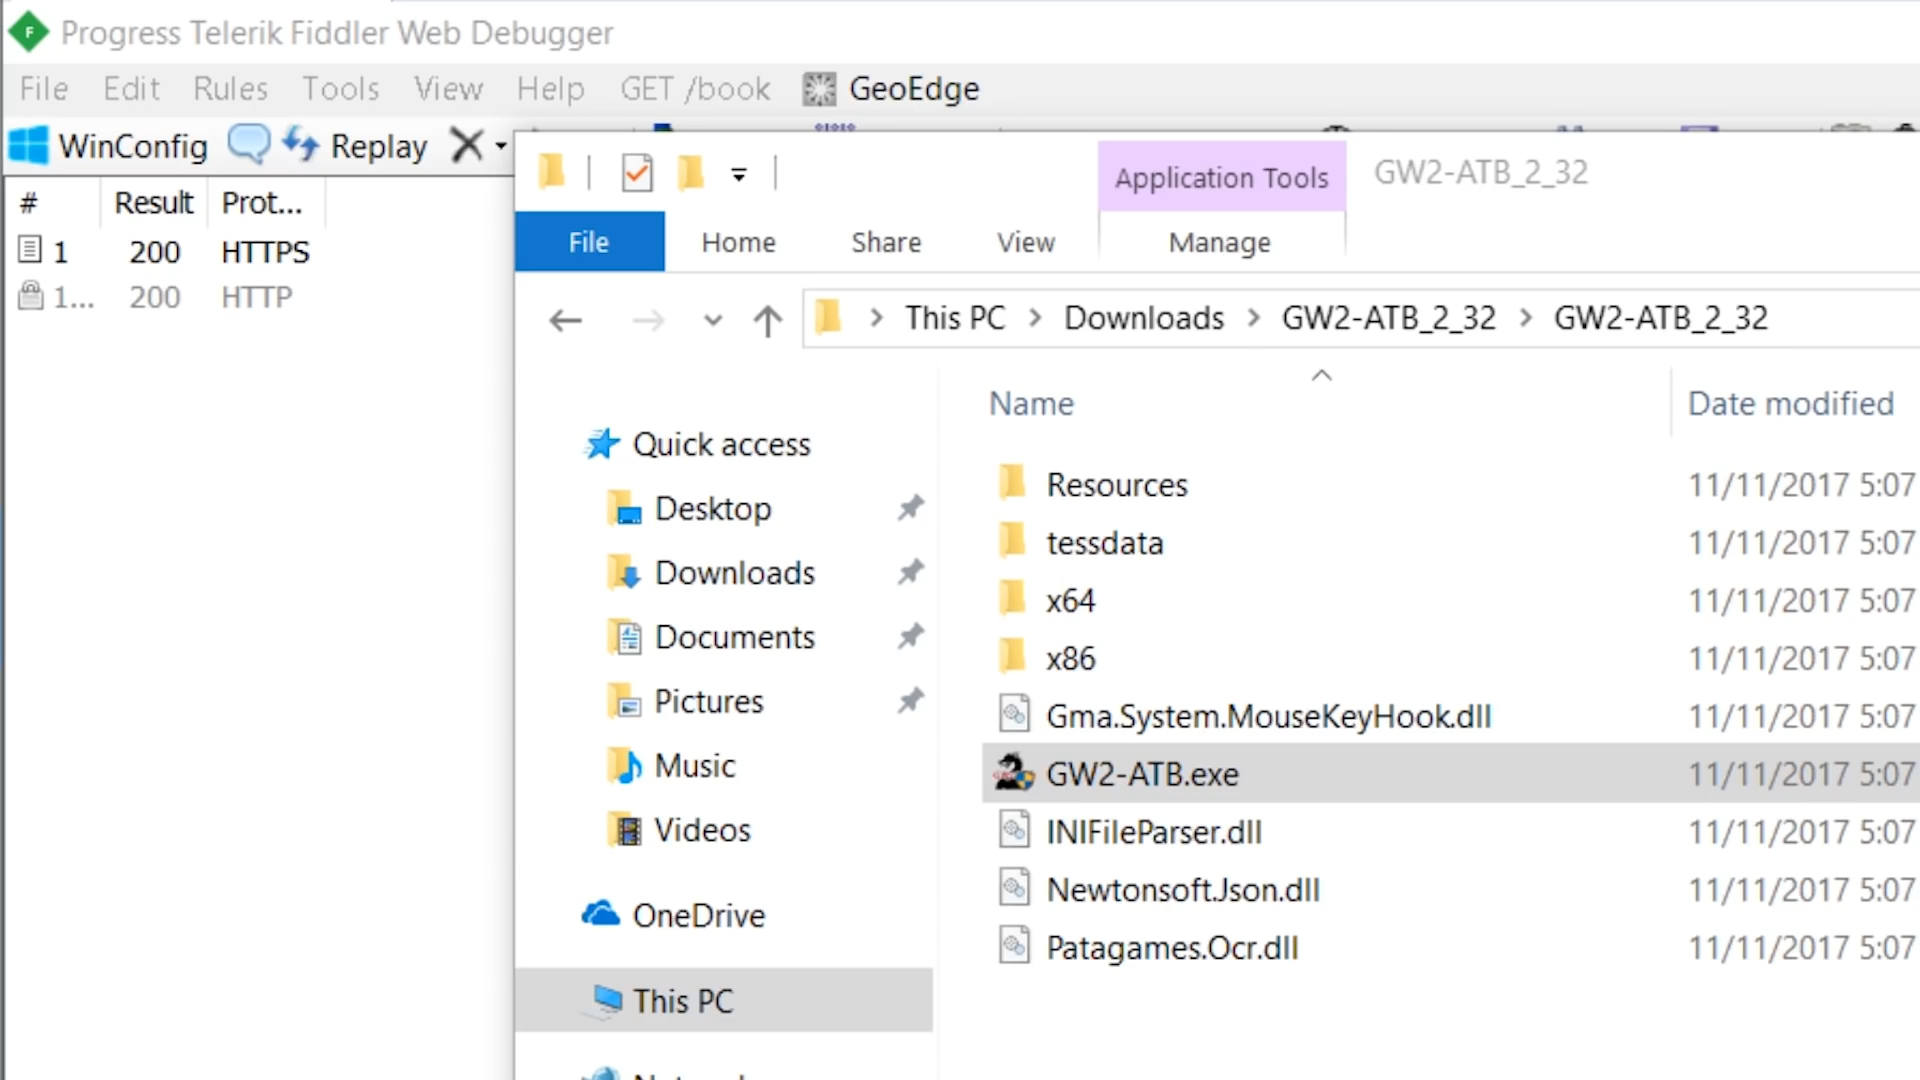 Progress Telerik Fiddler Web Debugger
File Edit Rules Tools View Help GET /book GeoEdge
WinConfig Replay
# Result Prot...
1 200 HTTPS
1... 200 HTTP
Application Tools GW2-ATB_2_32
File Home Share View Manage
This PC Downloads GW2-ATB_2_32 GW2-ATB_2_32
Name Date modified
Quick access
Desktop
Downloads
Documents
Pictures
Music
Videos
OneDrive
This PC
Resources 11/11/2017 5:07
tessdata 11/11/2017 5:07
x64 11/11/2017 5:07
x86 11/11/2017 5:07
Gma.System.MouseKeyHook.dll 11/11/2017 5:07
GW2-ATB.exe 11/11/2017 5:07
INIFileParser.dll 11/11/2017 5:07
Newtonsoft.Json.dll 11/11/2017 5:07
Patagames.Ocr.dll 11/11/2017 5:07